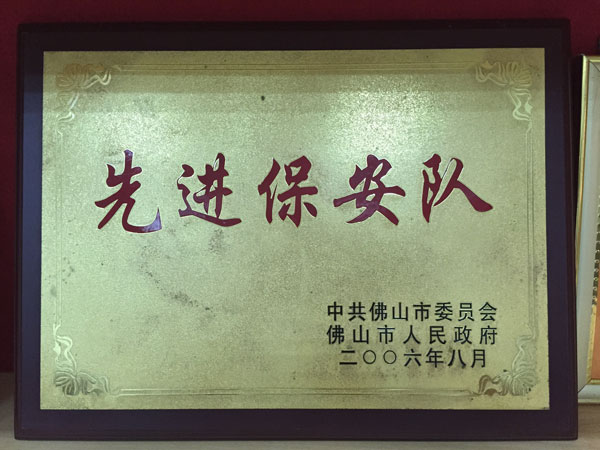 先进保安队
中共佛山市委员会
佛山市人民政府
二〇〇六年八月